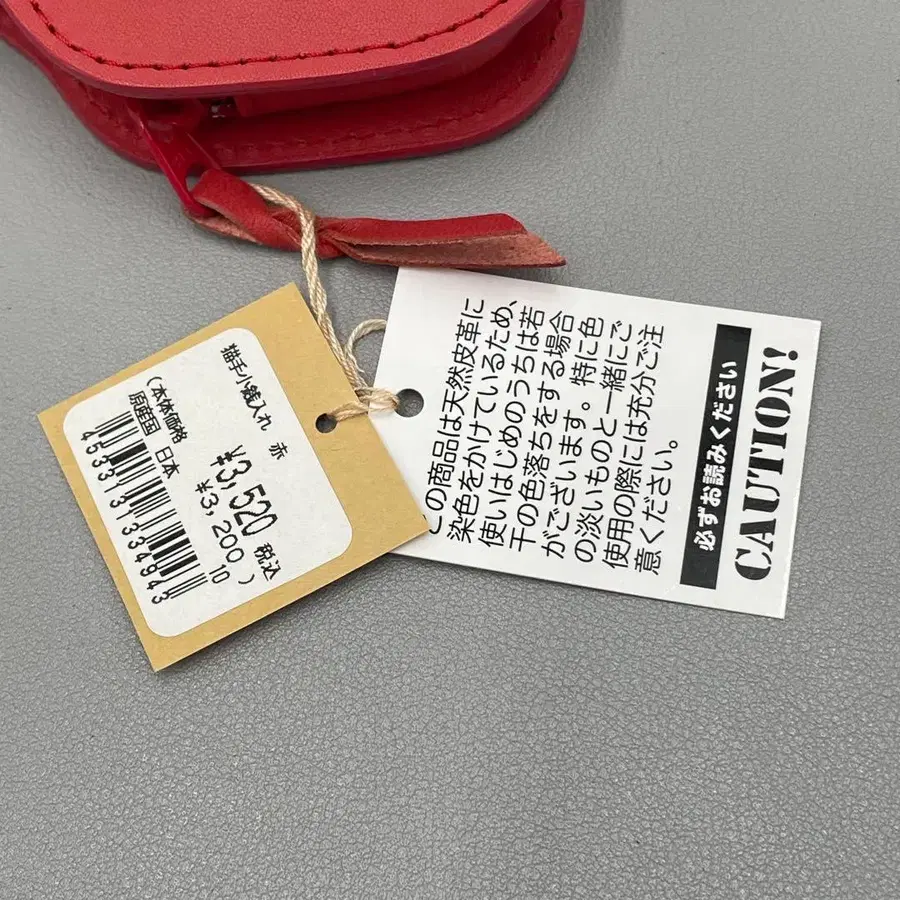 小銭入れ 赤
¥3,520 税込
(本体価格 ¥3,200)
原産国 日本 10
CAUTION!
必ずお読みください
この商品は天然皮革に
染色をかけているため、
使いはじめのうちは若
干の色落ちをする場合
がございます。特に色
の淡いものと一緒にご
使用の際には充分ご注
意ください。